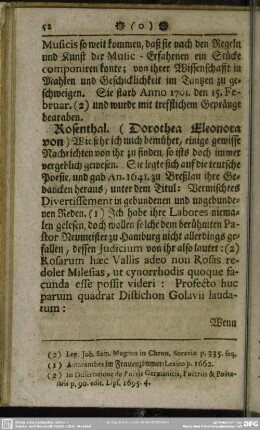 52 (o)
Musicis so weit kommen, daß sie nach den Regeln
und Kunst der Music-Erfahrnen ein Stücke
componiren konte; von ihrer Wissenschafft in
Mahlen und Geschicklichkeit im Tantzen zu ge-
schweigen. Sie starb Anno 1701. den 15. Fe-
bruar. (2) und wurde mit trefflichem Gepränge
begraben.
Rosenthal. (Dorothea Eleonora
von) Wie sehr ich mich bemühet, einige gewisse
Nachrichten von ihr zu finden, so ists doch immer
vergeblich gewesen. Sie legte sich auf die teutsche
Poesie, und gab An. 1641. zu Breßlau ihre Ge-
dancken heraus, unter dem Titul: Vermischtes
Divertissement in gebundenen und ungebunde-
nen Reden. (1) Ich habe ihre Labores niema-
len gelesen, doch wollen solche dem berühmten Pa-
stor Neumeister zu Hamburg nicht allerdings ge-
fallen, dessen Judicium von ihr also lautet: (2)
Rosarum hæc Vallis adeo non Rosas re-
dolet Milesias, ut cynorrhodis quoque fa-
cunda esse possit videri: Profecto huc
parum quadrat Distichon Golavii lauda-
tum:
Wenn
(2) Joh. Sam. Magnus in Chron. Soraviæ p. 335. seq.
(1) Amaranthes im Frauenzimmer-Lexico p. 1662.
(2) in Dissertatione de Poetis Germanicis, Poëtriis & Poëta-
p. 90. edit. Lips. 1695. 4.